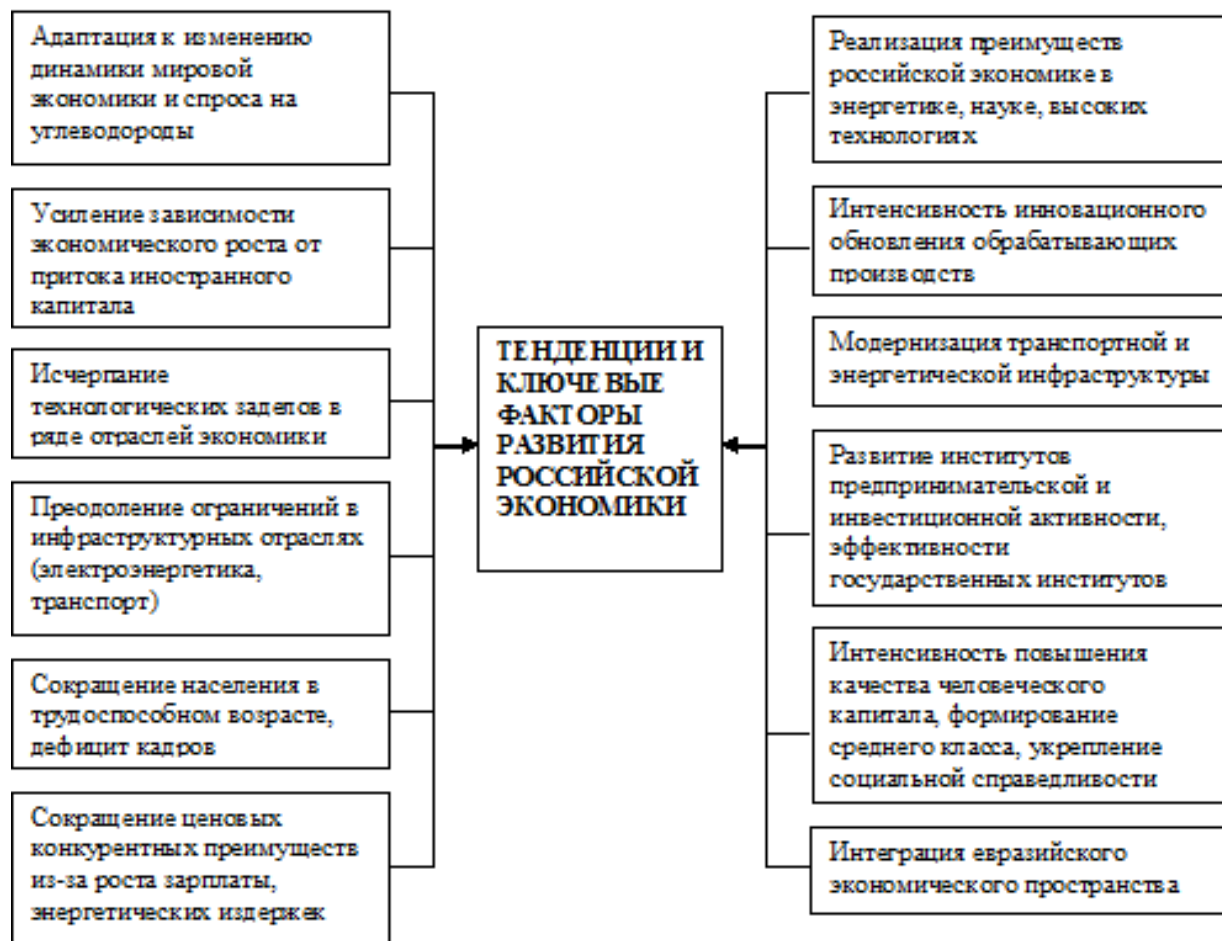 Адаптация к изменению
динамики мировой
экономики и спроса на
углеводороды
Усиление зависимости
экономического роста от
притока иностранного
капитала
Исчерпание
технологических заделов в
ряде отраслей экономики
Преодоление ограничений в
инфраструктурных отраслях
(электроэнергетика,
транспорт)
Сокращение населения в
трудоспособном возрасте,
дефицит кадров
Сокращение ценовых
конкурентных преимуществ
из-за роста зарплаты,
энергетических издержек
ТЕНДЕНЦИИ И
КЛЮЧЕВЫЕ
ФАКТОРЫ
РАЗВИТИЯ
РОССИЙСКОЙ
ЭКОНОМИКИ
Реализация преимуществ
российской экономике в
энергетике, науке, высоких
технологиях
Интенсивность инновационного
обновления обрабатывающих
производств
Модернизация транспортной и
энергетической инфраструктуры
Развитие институтов
предпринимательской и
инвестиционной активности,
эффективности
государственных институтов
Интенсивность повышения
качества человеческого
капитала, формирование
среднего класса, укрепление
социальной справедливости
Интеграция евразийского
экономического пространства